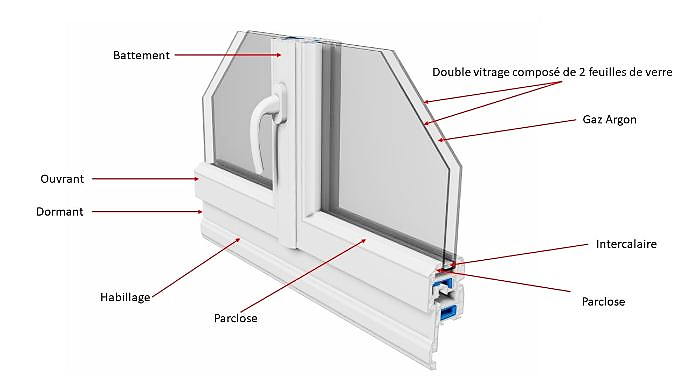 Battement
Double vitrage composé de 2 feuilles de verre
Gaz Argon
Ouvrant
Dormant
Intercalaire
Habillage
Parclose
Parclose